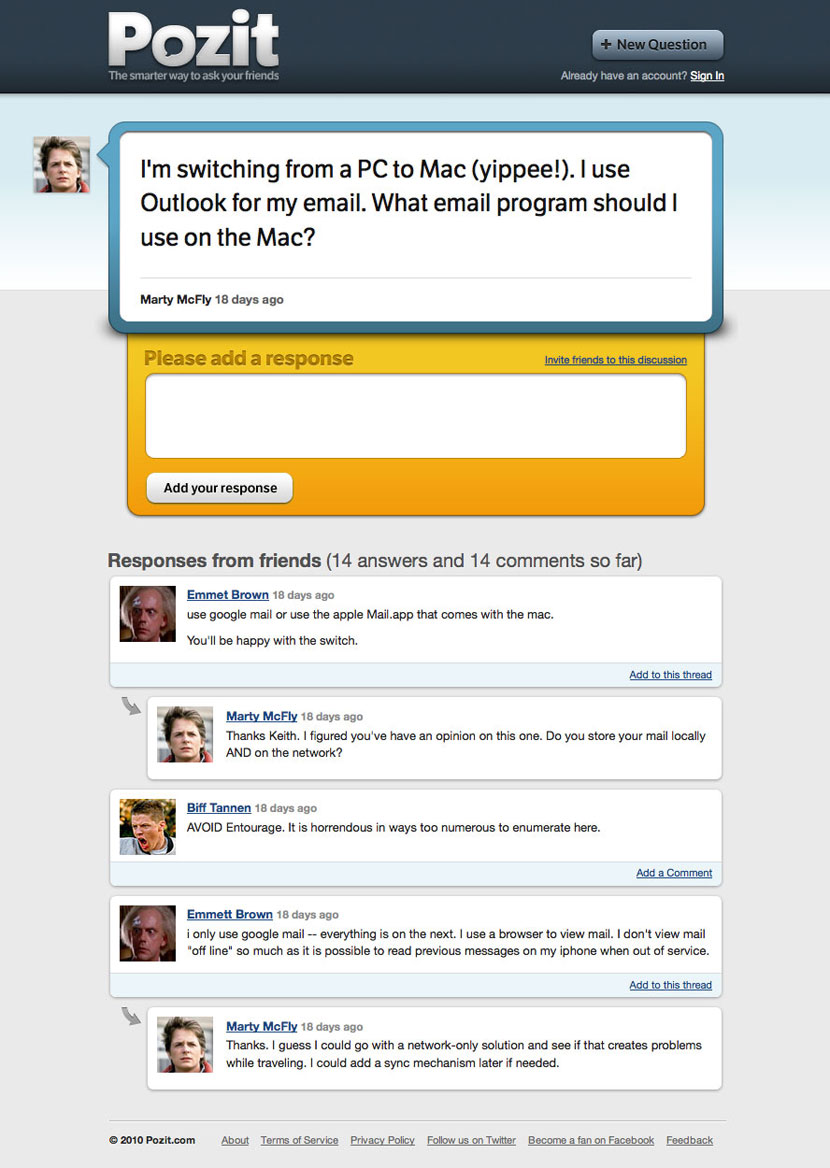 Pozit
The smarter way to ask your friends
+ New Question
Already have an account? Sign In
I'm switching from a PC to Mac (yippee!). I use
Outlook for my email. What email program should I
use on the Mac?
Marty McFly 18 days ago
Please add a response
Invite friends to this discussion
Add your response
Responses from friends (14 answers and 14 comments so far)
Emmet Brown 18 days ago
use google mail or use the apple Mail.app that comes with the mac.
You'll be happy with the switch.
Add to this thread
Marty McFly 18 days ago
Thanks Keith. I figured you've have an opinion on this one. Do you store your mail locally
AND on the network?
Biff Tannen 18 days ago
AVOID Entourage. It is horrendous in ways too numerous to enumerate here.
Add a Comment
Emmett Brown 18 days ago
i only use google mail -- everything is on the next. I use a browser to view mail. I don't view mail
"off line" so much as it is possible to read previous messages on my iphone when out of service.
Add to this thread
Marty McFly 18 days ago
Thanks. I guess I could go with a network-only solution and see if that creates problems
while traveling. I could add a sync mechanism later if needed.
© 2010 Pozit.com About Terms of Service Privacy Policy Follow us on Twitter Become a fan on Facebook Feedback